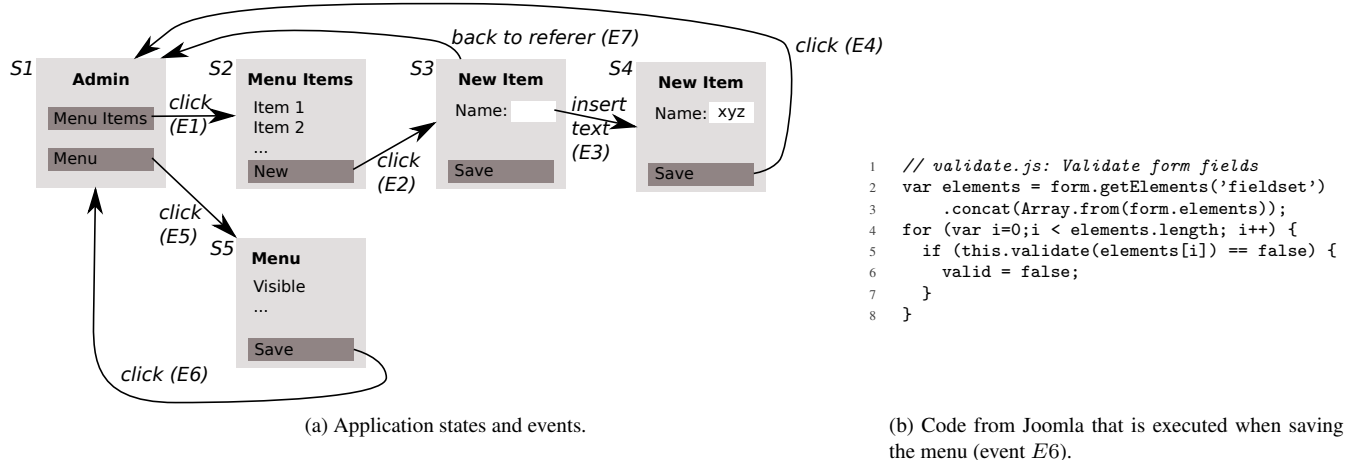 click (E4)
back to referer (E7)
S1
Admin
Menu Items
Menu
click
(E1)
S2
Menu Items
Item 1
Item 2
...
New
click
(E2)
S3
New Item
Name:
Save
insert
text
(E3)
S4
New Item
Name: xyz
Save
click
(E5)
S5
Menu
Visible
...
Save
click (E6)
(a) Application states and events.
1 // validate.js: Validate form fields
2 var elements = form.getElements(’fieldset’)
3 .concat(Array.from(form.elements));
4 for (var i=0;i < elements.length; i++) {
5 if (this.validate(elements[i]) == false) {
6 valid = false;
7 }
8 }
(b) Code from Joomla that is executed when saving
the menu (event E6).